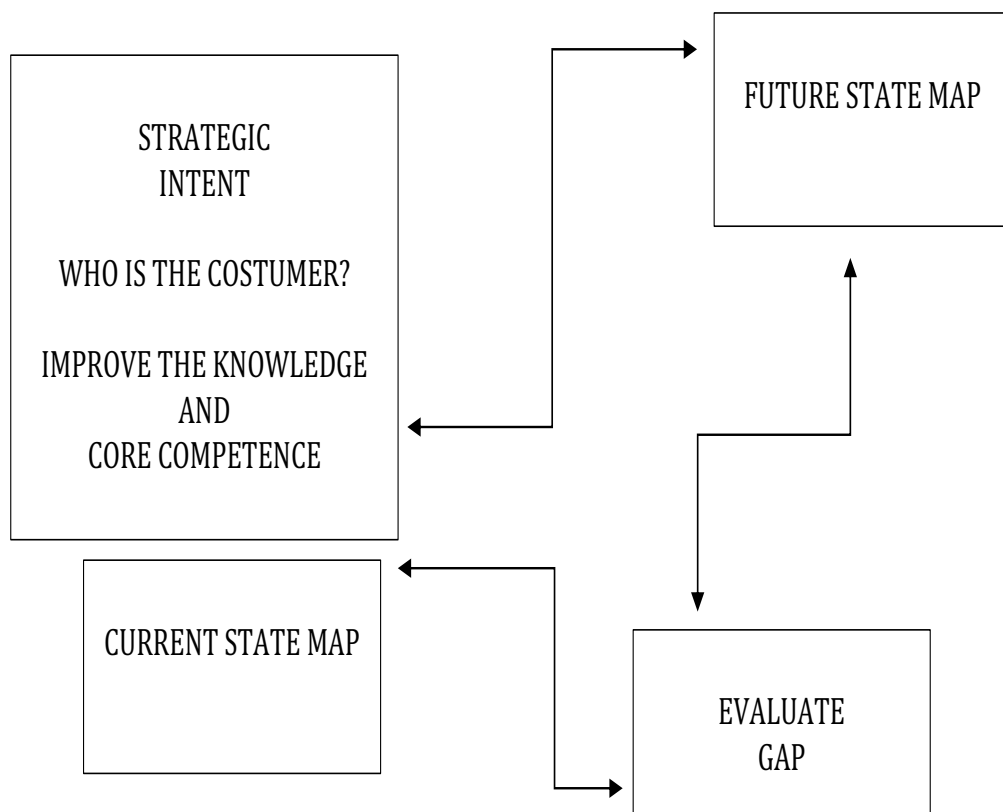 STRATEGIC
INTENT
WHO IS THE COSTUMER?
IMPROVE THE KNOWLEDGE
AND
CORE COMPETENCE
FUTURE STATE MAP
CURRENT STATE MAP
EVALUATE
GAP